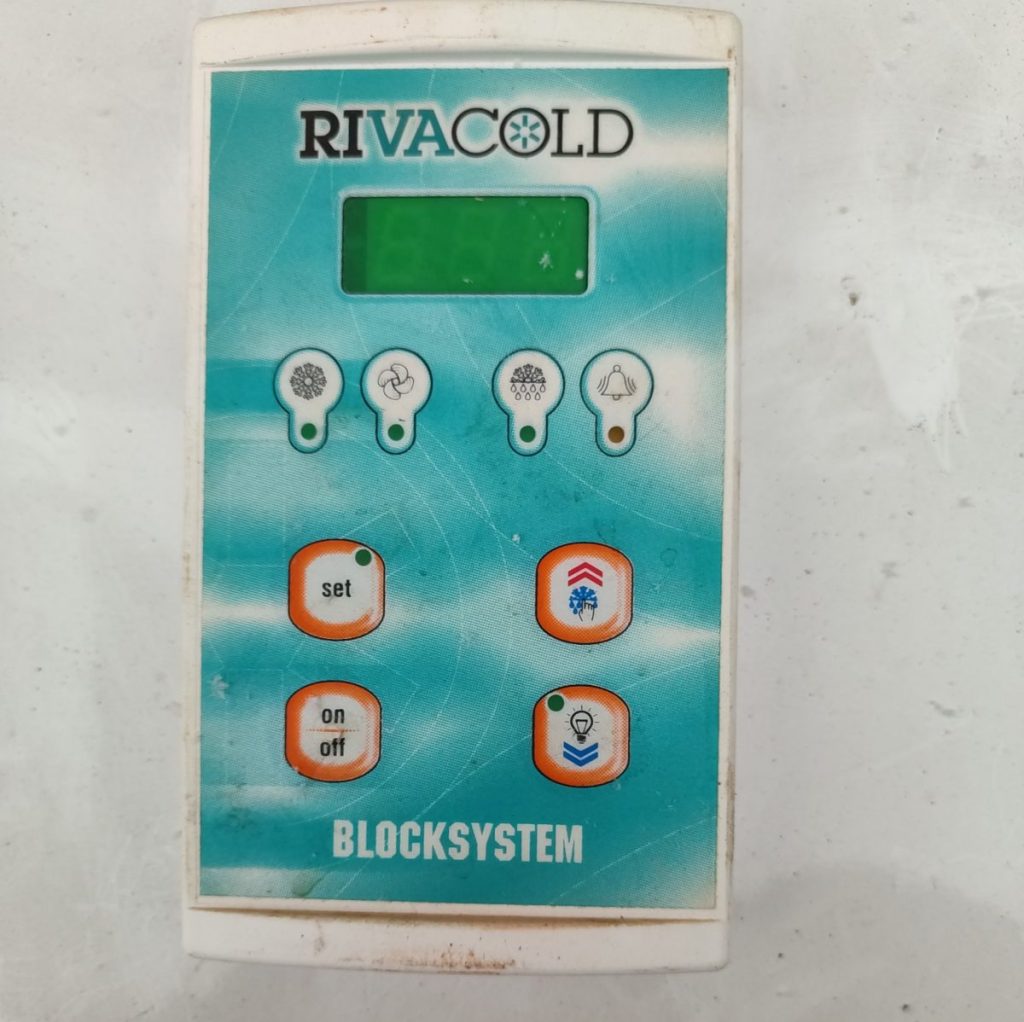 RIVACOLD
set
on
off
BLOCKSYSTEM